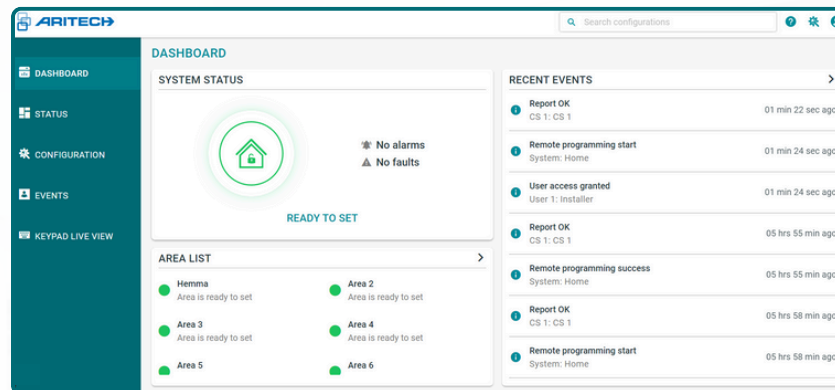 ARITECH
Search configurations
DASHBOARD
STATUS
CONFIGURATION
EVENTS
KEYPAD LIVE VIEW
DASHBOARD
SYSTEM STATUS
No alarms
No faults
READY TO SET
AREA LIST
Hemma
Area is ready to set
Area 2
Area is ready to set
Area 3
Area is ready to set
Area 4
Area is ready to set
Area 5
Area 6
RECENT EVENTS
Report OK
CS 1: CS 1
01 min 22 sec ago
Remote programming start
System: Home
01 min 24 sec ago
User access granted
User 1: Installer
01 min 24 sec ago
Report OK
CS 1: CS 1
05 hrs 55 min ago
Remote programming success
System: Home
05 hrs 55 min ago
Report OK
CS 1: CS 1
05 hrs 58 min ago
Remote programming start
System: Home
05 hrs 58 min ago